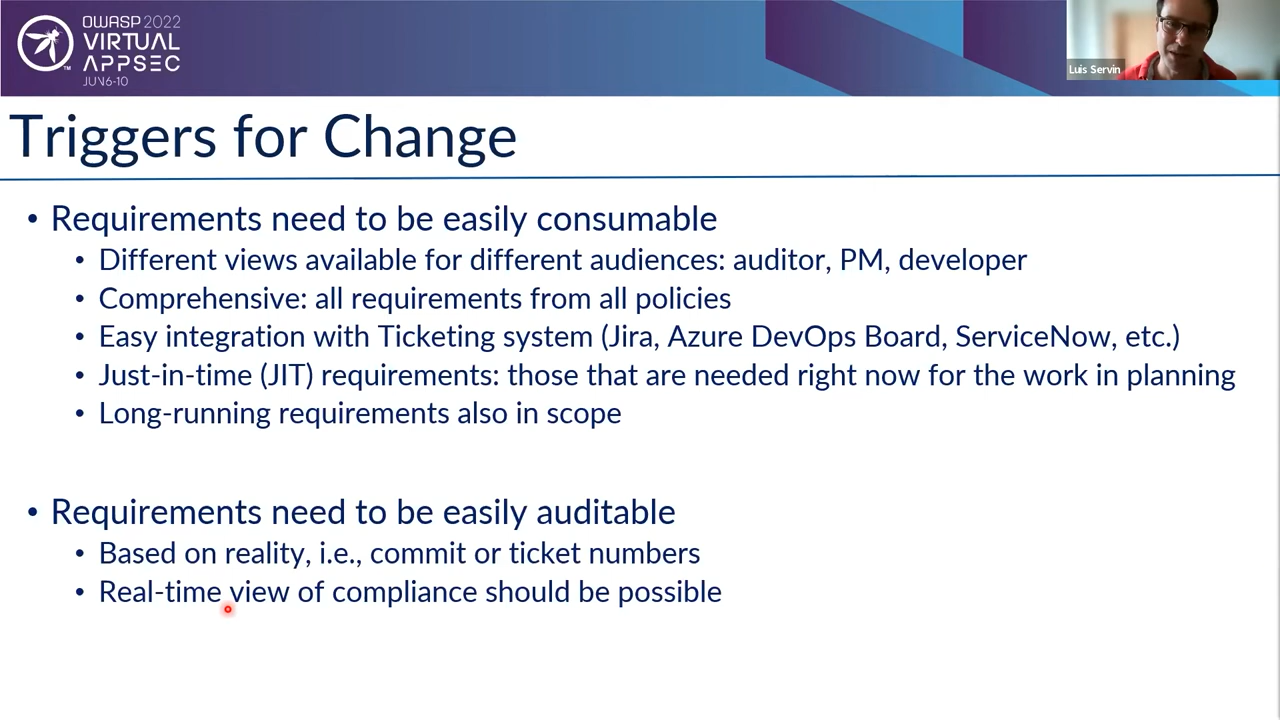 OWASP 2022
VIRTUAL
APPSEC
JUN 6-10
Luis Servin
Triggers for Change
• Requirements need to be easily consumable
• Different views available for different audiences: auditor, PM, developer
• Comprehensive: all requirements from all policies
• Easy integration with Ticketing system (Jira, Azure DevOps Board, ServiceNow, etc.)
• Just-in-time (JIT) requirements: those that are needed right now for the work in planning
• Long-running requirements also in scope
• Requirements need to be easily auditable
• Based on reality, i.e., commit or ticket numbers
• Real-time view of compliance should be possible